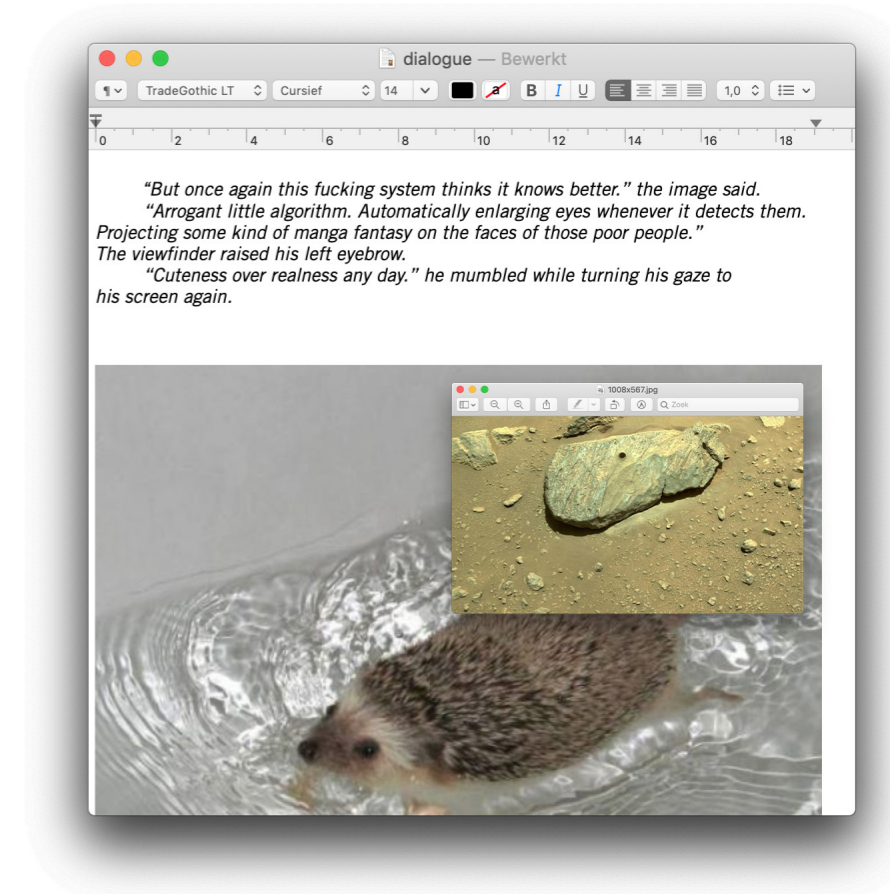 dialogue — Bewerkt
¶ TradeGothic LT Cursief 14 a B I U 1,0
0 2 4 6 8 10 12 14 16 18
“But once again this fucking system thinks it knows better.” the image said.
“Arrogant little algorithm. Automatically enlarging eyes whenever it detects them.
Projecting some kind of manga fantasy on the faces of those poor people.”
The viewfinder raised his left eyebrow.
“Cuteness over realness any day.” he mumbled while turning his gaze to
his screen again.
1008x567.jpg
Zoek